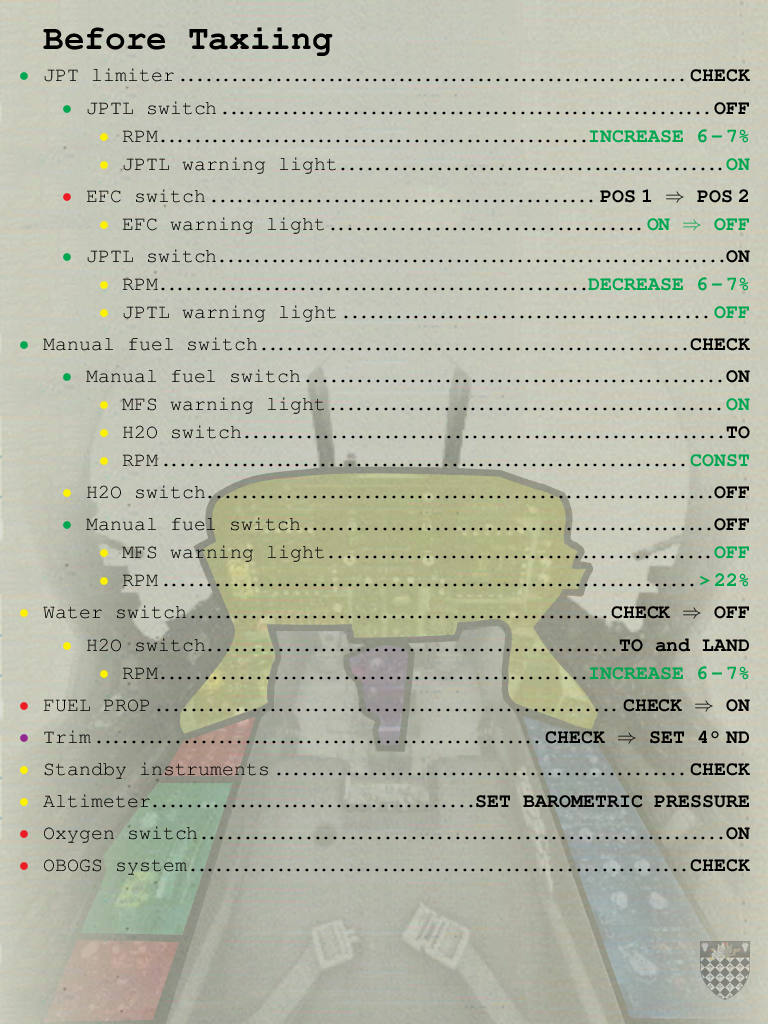 Before Taxiing
• JPT limiter........................................................CHECK
• JPTL switch........................................................OFF
• RPM........................................................INCREASE 6–7%
• JPTL warning light........................................................ON
• EFC switch........................................................POS 1 ⇒ POS 2
• EFC warning light........................................................ON ⇒ OFF
• JPTL switch........................................................ON
• RPM........................................................DECREASE 6–7%
• JPTL warning light........................................................OFF
• Manual fuel switch........................................................CHECK
• Manual fuel switch........................................................ON
• MFS warning light........................................................ON
• H2O switch........................................................TO
• RPM........................................................CONST
• H2O switch........................................................OFF
• Manual fuel switch........................................................OFF
• MFS warning light........................................................OFF
• RPM........................................................>22%
• Water switch........................................................CHECK ⇒ OFF
• H2O switch........................................................TO and LAND
• RPM........................................................INCREASE 6–7%
• FUEL PROP........................................................CHECK ⇒ ON
• Trim........................................................CHECK ⇒ SET 4° ND
• Standby instruments........................................................CHECK
• Altimeter........................................................SET BAROMETRIC PRESSURE
• Oxygen switch........................................................ON
• OBOGS system........................................................CHECK